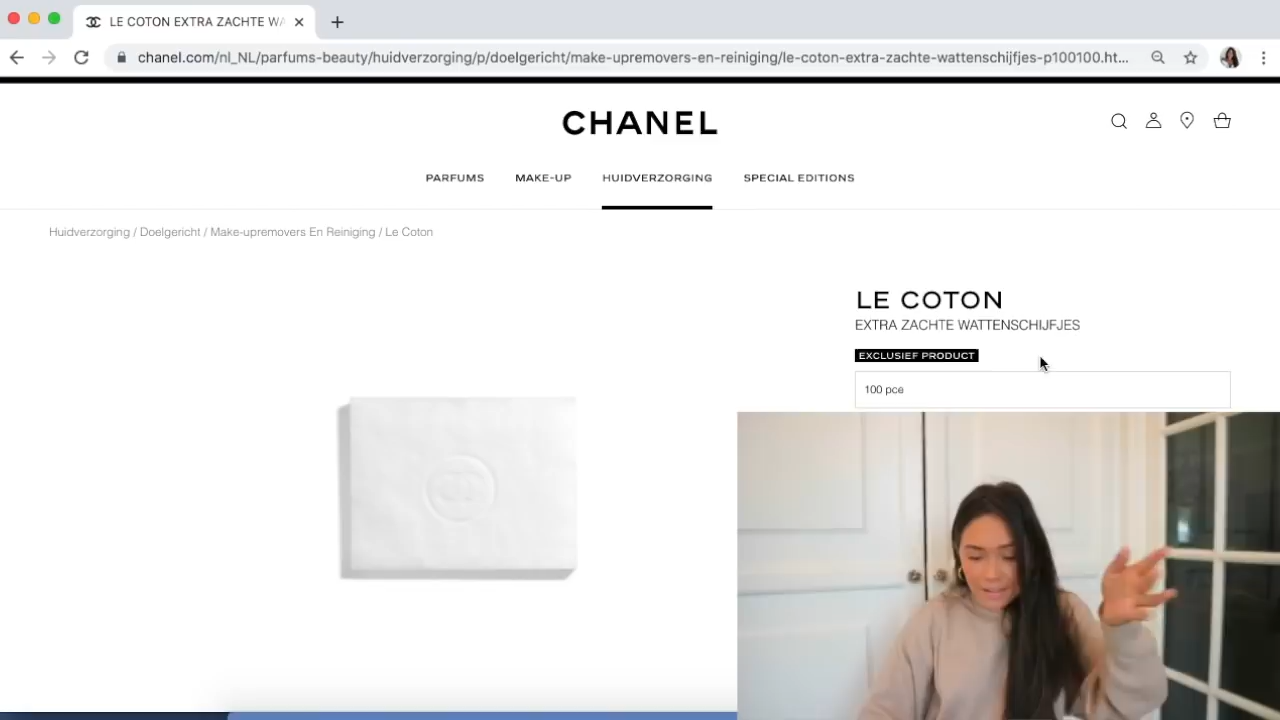 LE COTON EXTRA ZACHTE WA
chanel.com/nl_NL/parfums-beauty/huidverzorging/p/doelgericht/make-upremovers-en-reiniging/le-coton-extra-zachte-wattenschijfjes-p100100.ht...
CHANEL
PARFUMS MAKE-UP HUIDVERZORGING SPECIAL EDITIONS
Huidverzorging / Doelgericht / Make-upremovers En Reiniging / Le Coton
LE COTON
EXTRA ZACHTE WATTENSCHIJFJES
EXCLUSIEF PRODUCT
100 pce